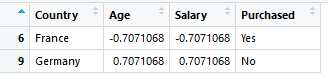 Country Age Salary Purchased
6 France -0.7071068 -0.7071068 Yes
9 Germany 0.7071068 0.7071068 No